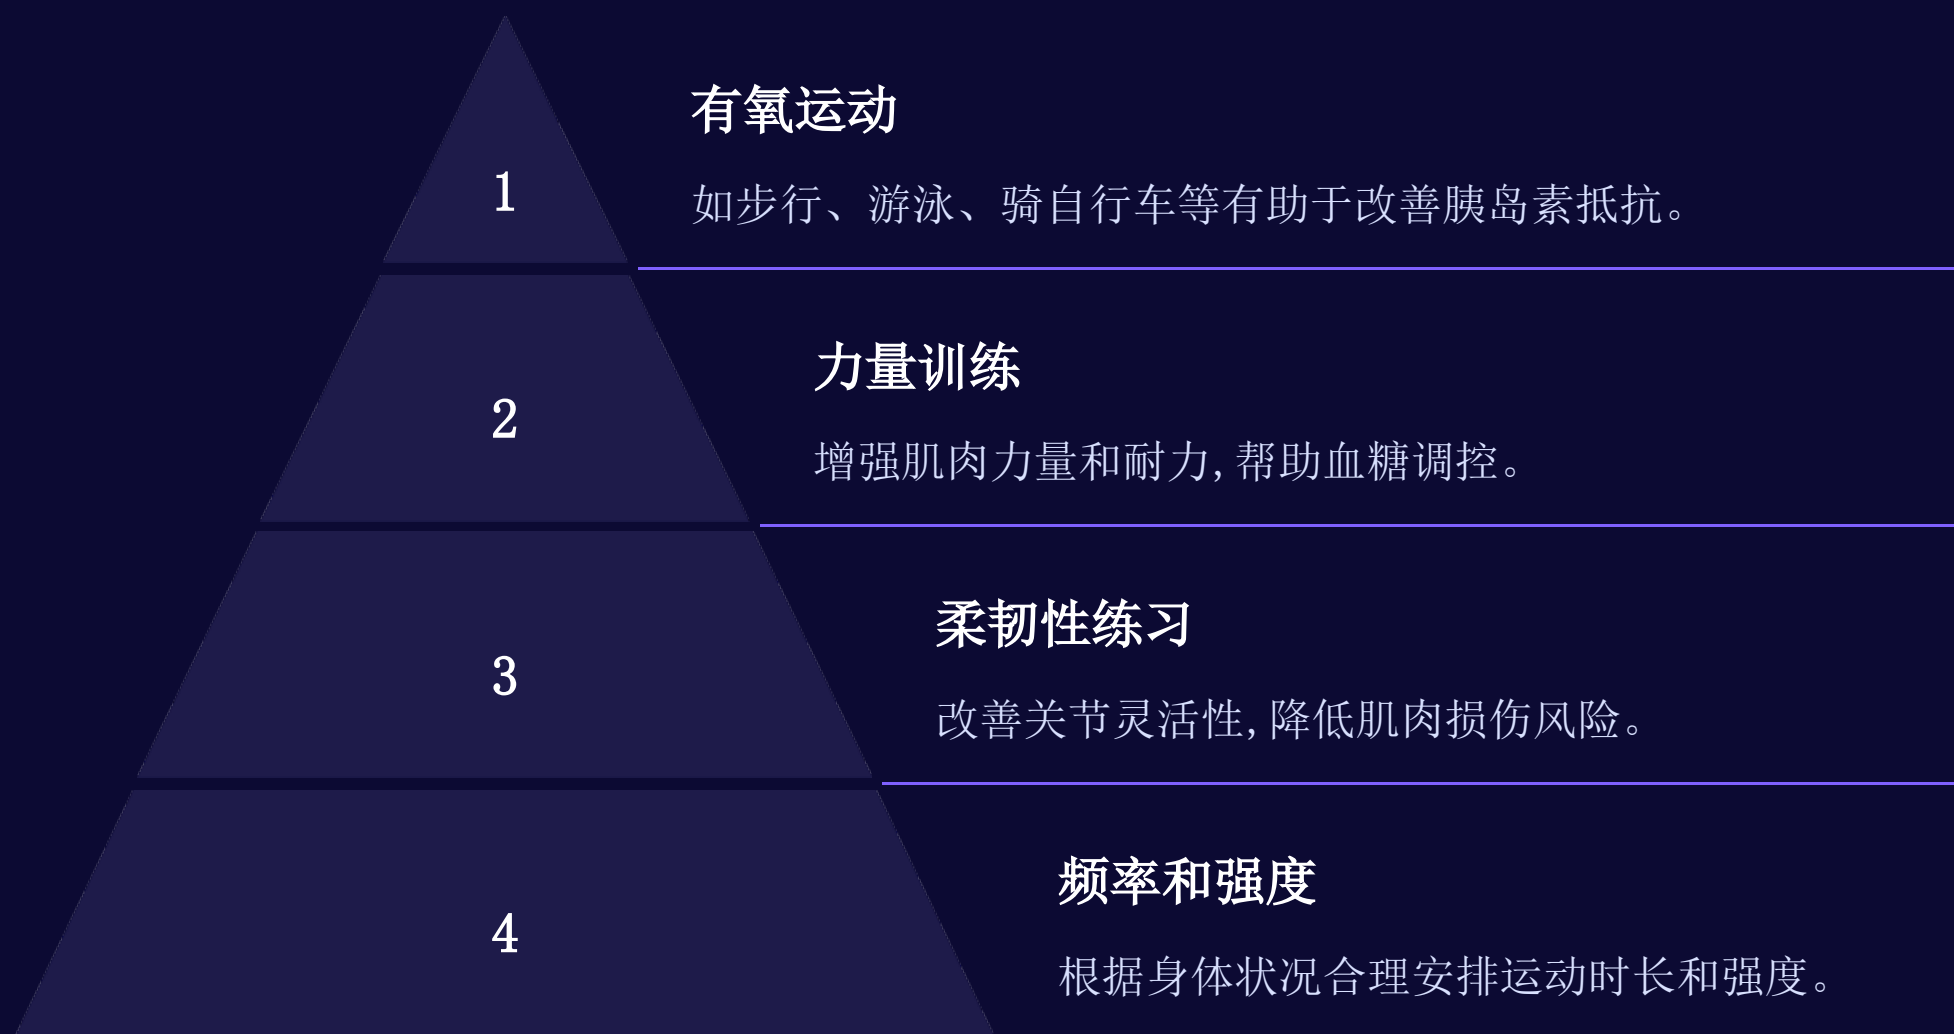 有氧运动
1
如步行、游泳、骑自行车等有助于改善胰岛素抵抗。
力量训练
2
增强肌肉力量和耐力,帮助血糖调控。
柔韧性练习
3
改善关节灵活性,降低肌肉损伤风险。
频率和强度
4
根据身体状况合理安排运动时长和强度。